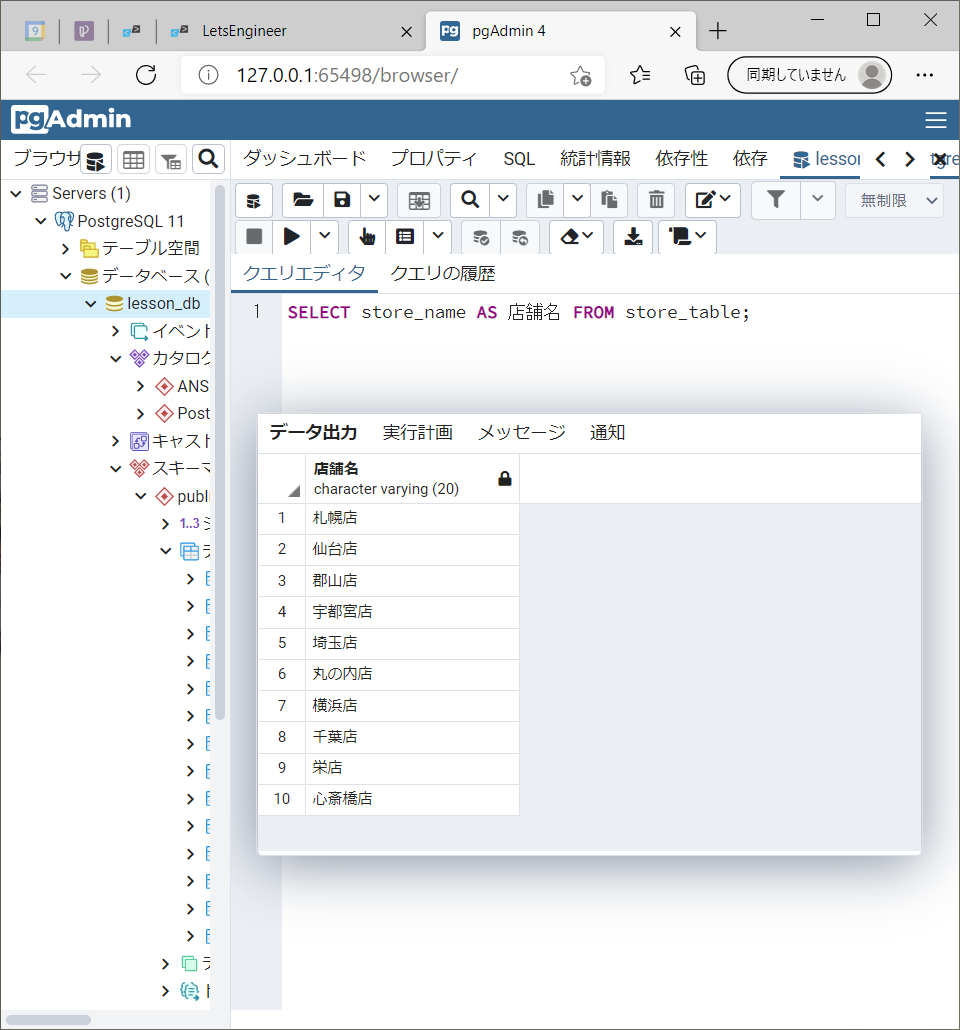 LetsEngineer
pgAdmin 4
127.0.0.1:65498/browser/
同期していません
pgAdmin
ブラウザ
ダッシュボード プロパティ SQL 統計情報 依存性 依存 lesson
Servers (1)
PostgreSQL 11
テーブル空間
データベース (
lesson_db
イベント
カタログ
ANS
Post
キャスト
スキーマ
publi
1..3
無制限
クエリエディタ クエリの履歴
1 SELECT store_name AS 店舗名 FROM store_table;
データ出力 実行計画 メッセージ 通知
店舗名
character varying (20)
1 札幌店
2 仙台店
3 郡山店
4 宇都宮店
5 埼玉店
6 丸の内店
7 横浜店
8 千葉店
9 栄店
10 心斎橋店